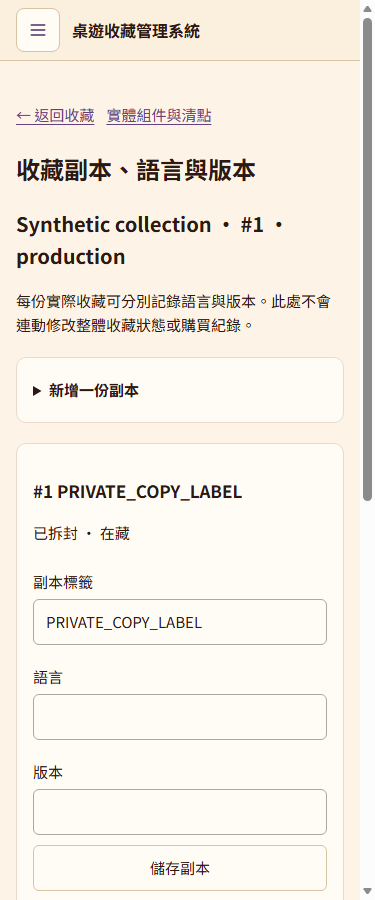 桌遊收藏管理系統
← 返回收藏 實體組件與清點
收藏副本、語言與版本
Synthetic collection · #1 ·
production
每份實際收藏可分別記錄語言與版本。此處不會
連動修改整體收藏狀態或購買紀錄。
▶ 新增一份副本
#1 PRIVATE_COPY_LABEL
已拆封 · 在藏
副本標籤
PRIVATE_COPY_LABEL
語言
版本
儲存副本